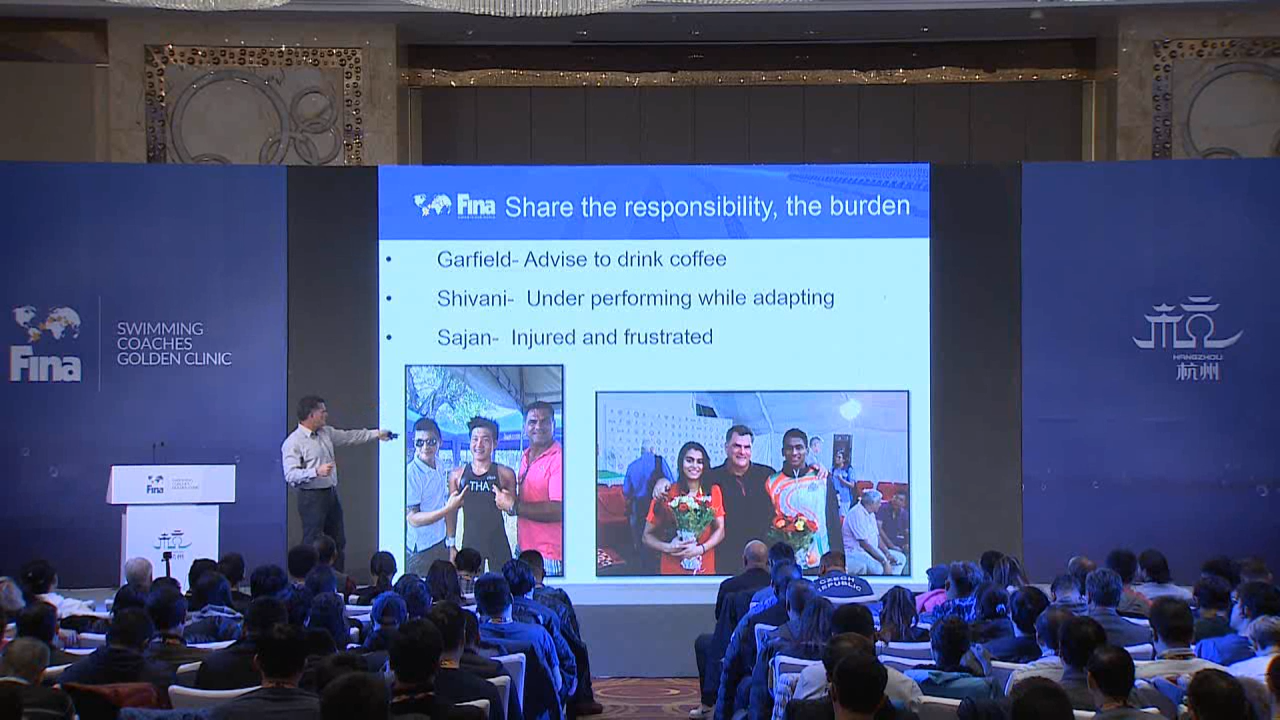 Fina Share the responsibility, the burden
• Garfield- Advise to drink coffee
• Shivani- Under performing while adapting
• Sajan- Injured and frustrated
THA
Fina
SWIMMING
COACHES
GOLDEN CLINIC
HANGZHOU
杭州
Fina
CZECH
REPUBLIC